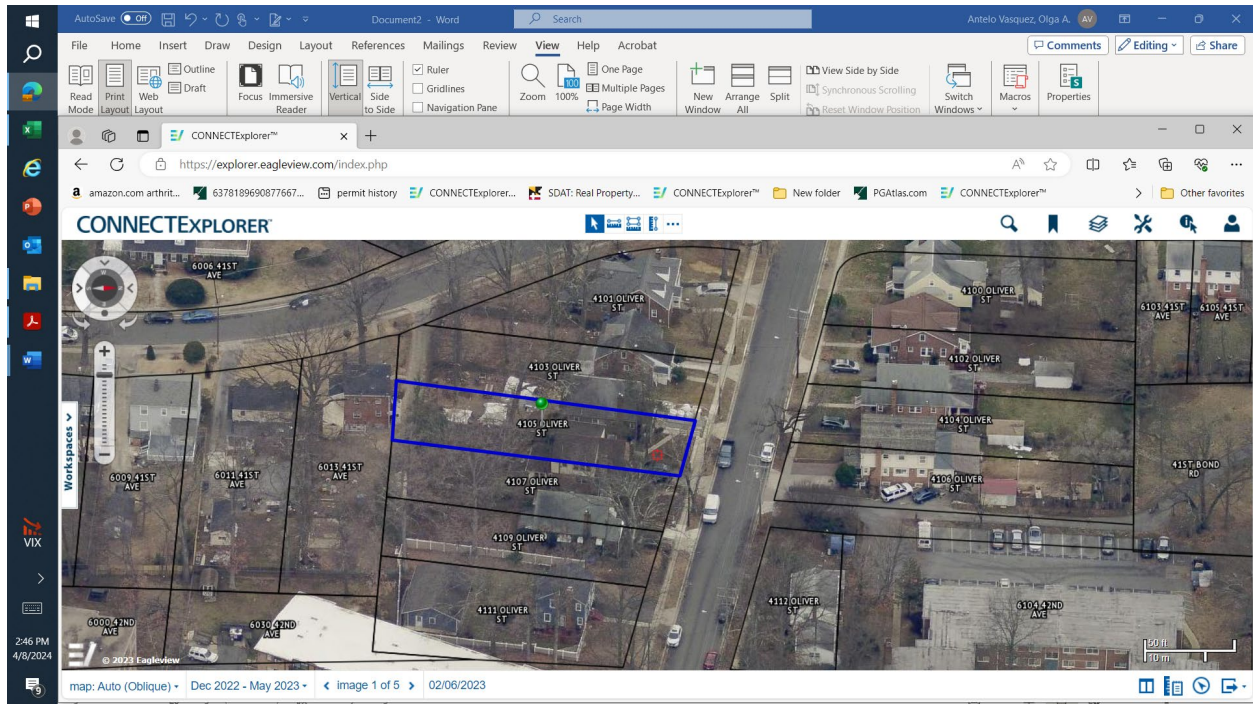 AutoSave Off
Document2 - Word
Search
Antelo Vasquez, Olga A. AV
File Home Insert Draw Design Layout References Mailings Review View Help Acrobat
Comments Editing Share
Read Mode
Print Layout
Web Layout
Outline
Draft
Focus
Immersive Reader
Vertical
Side to Side
Ruler
Gridlines
Navigation Pane
Zoom
100
100%
One Page
Multiple Pages
Page Width
New Window
Arrange All
Split
View Side by Side
Synchronous Scrolling
Reset Window Position
Switch Windows
Macros
Properties
CONNECTExplorer™
https://explorer.eagleview.com/index.php
amazon.com arthrit... 6378189690877667... permit history CONNECTExplorer... SDAT: Real Property... CONNECTExplorer™ New folder PGAtlas.com CONNECTExplorer™ Other favorites
CONNECTEXPLORER™
6006 41ST
AVE
4101 OLIVER
ST
4100 OLIVER
ST
6103 41ST
AVE
6105 41ST
AVE
4103 OLIVER
ST
4102 OLIVER
ST
4105 OLIVER
ST
4104 OLIVER
ST
Workspaces
6009 41ST
AVE
6011 41ST
AVE
6013 41ST
AVE
4107 OLIVER
ST
4106 OLIVER
ST
41ST BOND
RD
4109 OLIVER
ST
4111 OLIVER
ST
4112 OLIVER
ST
6104 42ND
AVE
6000 42ND
AVE
6030 42ND
AVE
50 ft
10 m
© 2023 Eagleview
map: Auto (Oblique) Dec 2022 - May 2023 image 1 of 5 02/06/2023
VIX
2:46 PM
4/8/2024
9